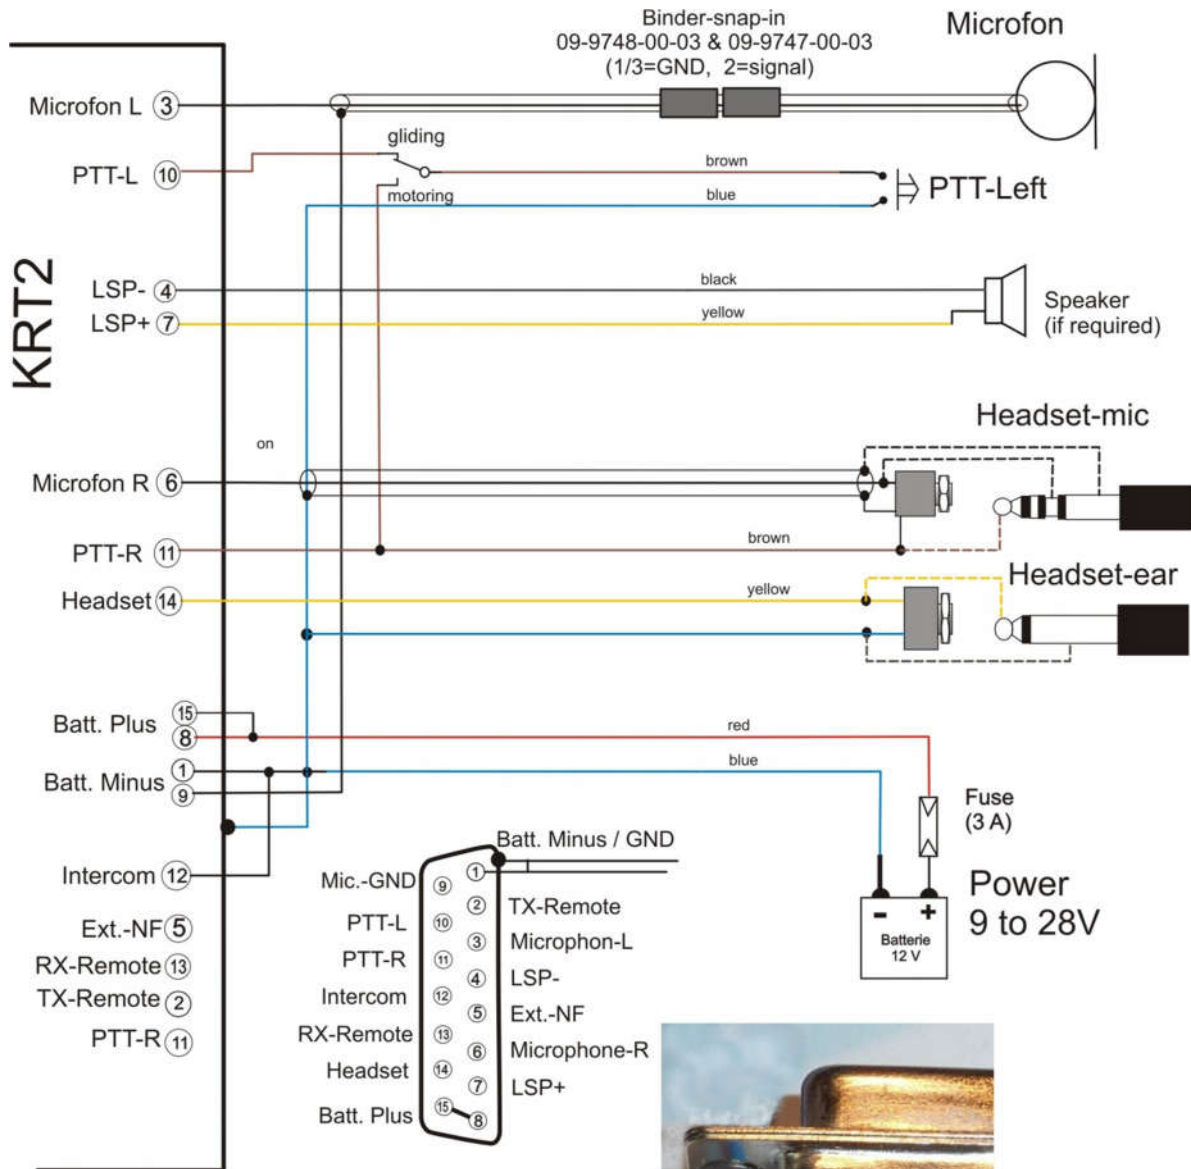 Binder-snap-in
09-9748-00-03 & 09-9747-00-03
(1/3=GND, 2=signal)
Microfon
Microfon L 3
gliding
PTT-L 10
brown
motoring
blue
PTT-Left
KRT2
LSP- 4
black
LSP+ 7
yellow
Speaker
(if required)
Headset-mic
on
Microfon R 6
PTT-R 11
brown
Headset-ear
Headset 14
yellow
15
Batt. Plus
8
red
1
blue
Batt. Minus
9
Fuse
(3 A)
Power
9 to 28V
- +
Batterie
12 V
Intercom 12
Ext.-NF 5
RX-Remote 13
TX-Remote 2
PTT-R 11
Batt. Minus / GND
1
Mic.-GND 9
2 TX-Remote
PTT-L 10
3 Microphon-L
PTT-R 11
4 LSP-
Intercom 12
5 Ext.-NF
RX-Remote 13
6 Microphone-R
Headset 14
7 LSP+
Batt. Plus 15
8